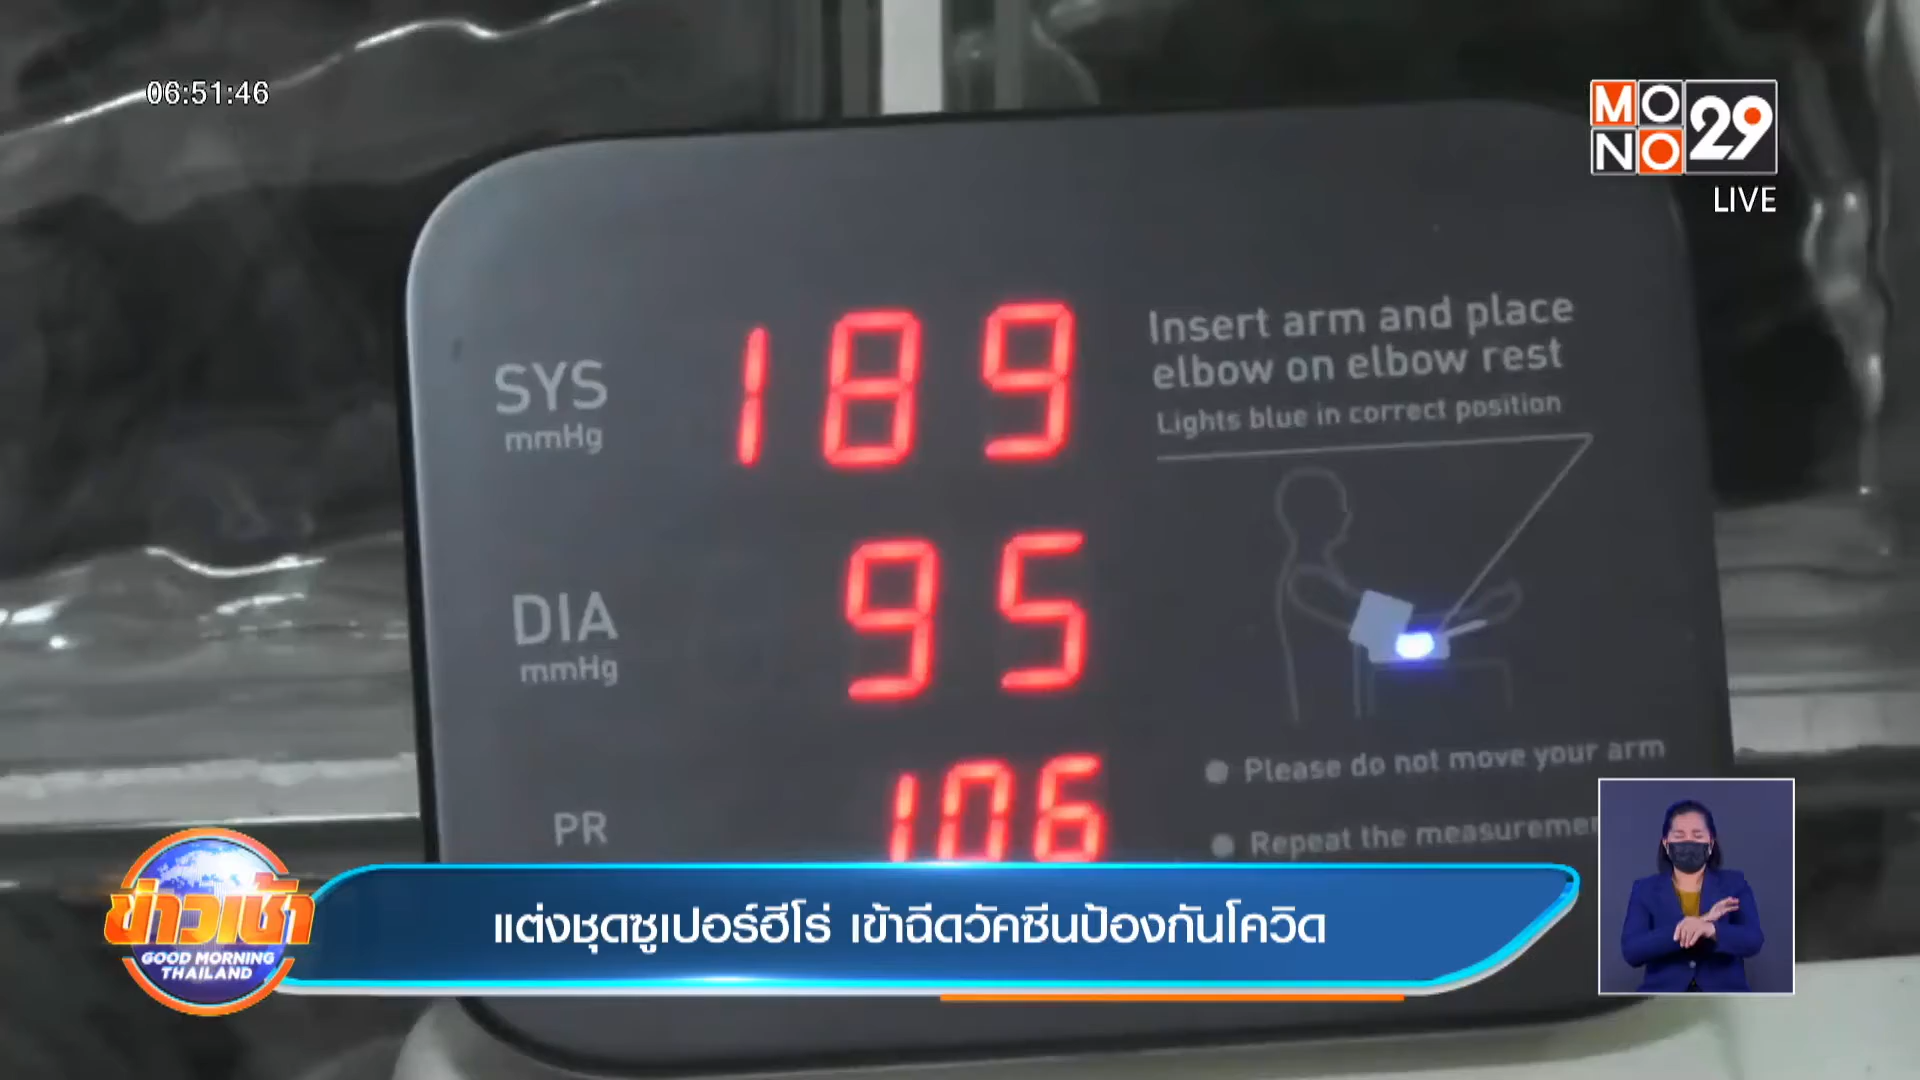 06:51:46
MONO 29
LIVE
SYS
mmHg
189
Insert arm and place
elbow on elbow rest
Lights blue in correct position
DIA
mmHg
95
PR
106
Please do not move your arm
Repeat the
ข่าวเช้า
GOOD MORNING
THAILAND
แต่งชุดซูเปอร์ฮีโร่ เข้าฉีดวัคซีนป้องกันโควิด